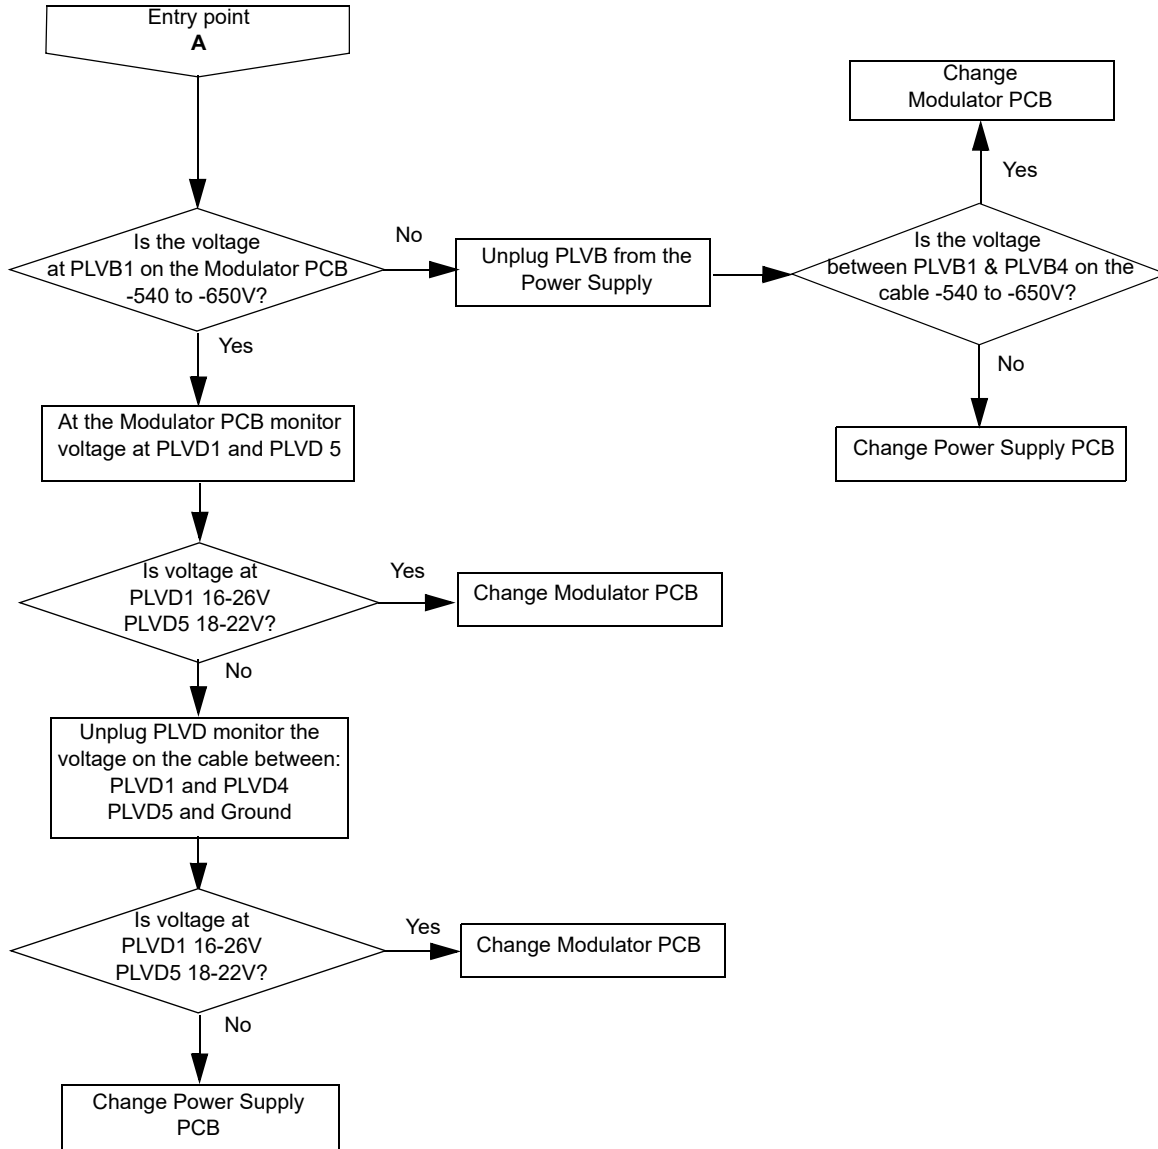 Entry point
A
Is the voltage
at PLVB1 on the Modulator PCB
-540 to -650V?
No
Unplug PLVB from the
Power Supply
Is the voltage
between PLVB1 & PLVB4 on the
cable -540 to -650V?
Yes
Change
Modulator PCB
No
Change Power Supply PCB
Yes
At the Modulator PCB monitor
voltage at PLVD1 and PLVD 5
Is voltage at
PLVD1 16-26V
PLVD5 18-22V?
Yes
Change Modulator PCB
No
Unplug PLVD monitor the
voltage on the cable between:
PLVD1 and PLVD4
PLVD5 and Ground
Is voltage at
PLVD1 16-26V
PLVD5 18-22V?
Yes
Change Modulator PCB
No
Change Power Supply
PCB